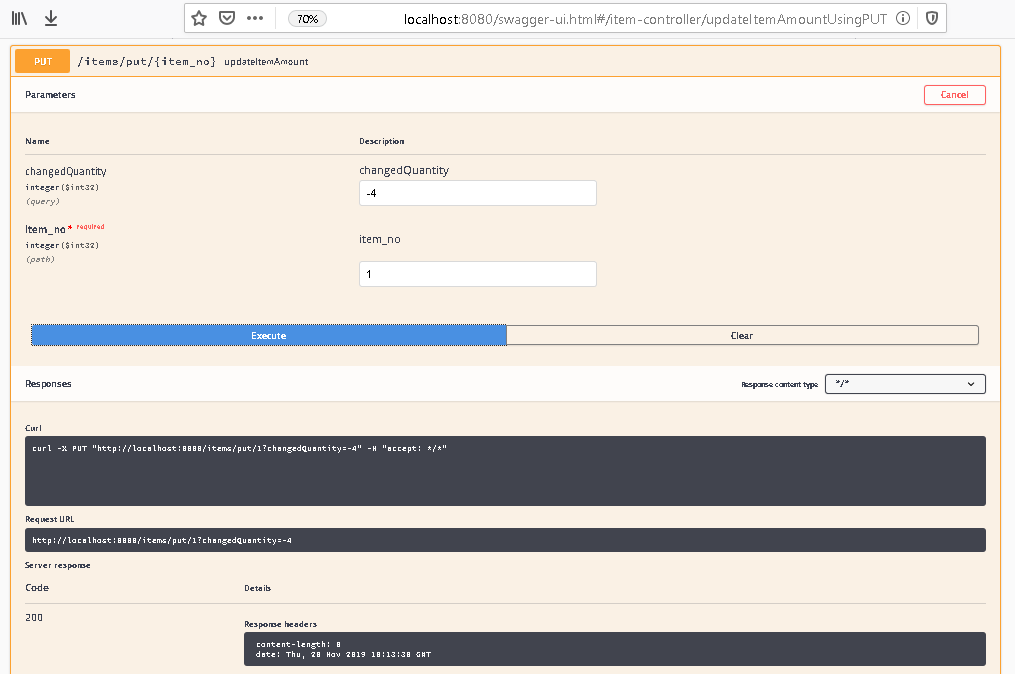 70%
localhost:8080/swagger-ui.html#/item-controller/updateItemAmountUsingPUT
PUT /items/put/{item_no} updateItemAmount
Parameters
Cancel
Name Description
changedQuantity
integer($int32)
(query)
changedQuantity
-4
item_no * required
integer($int32)
(path)
item_no
1
Execute
Clear
Responses
Response content type */*
Curl
curl -X PUT "http://localhost:8080/items/put/1?changedQuantity=-4" -H "accept: */*"
Request URL
http://localhost:8080/items/put/1?changedQuantity=-4
Server response
Code Details
200
Response headers
content-length: 0
date: Thu, 28 Nov 2019 18:13:38 GMT